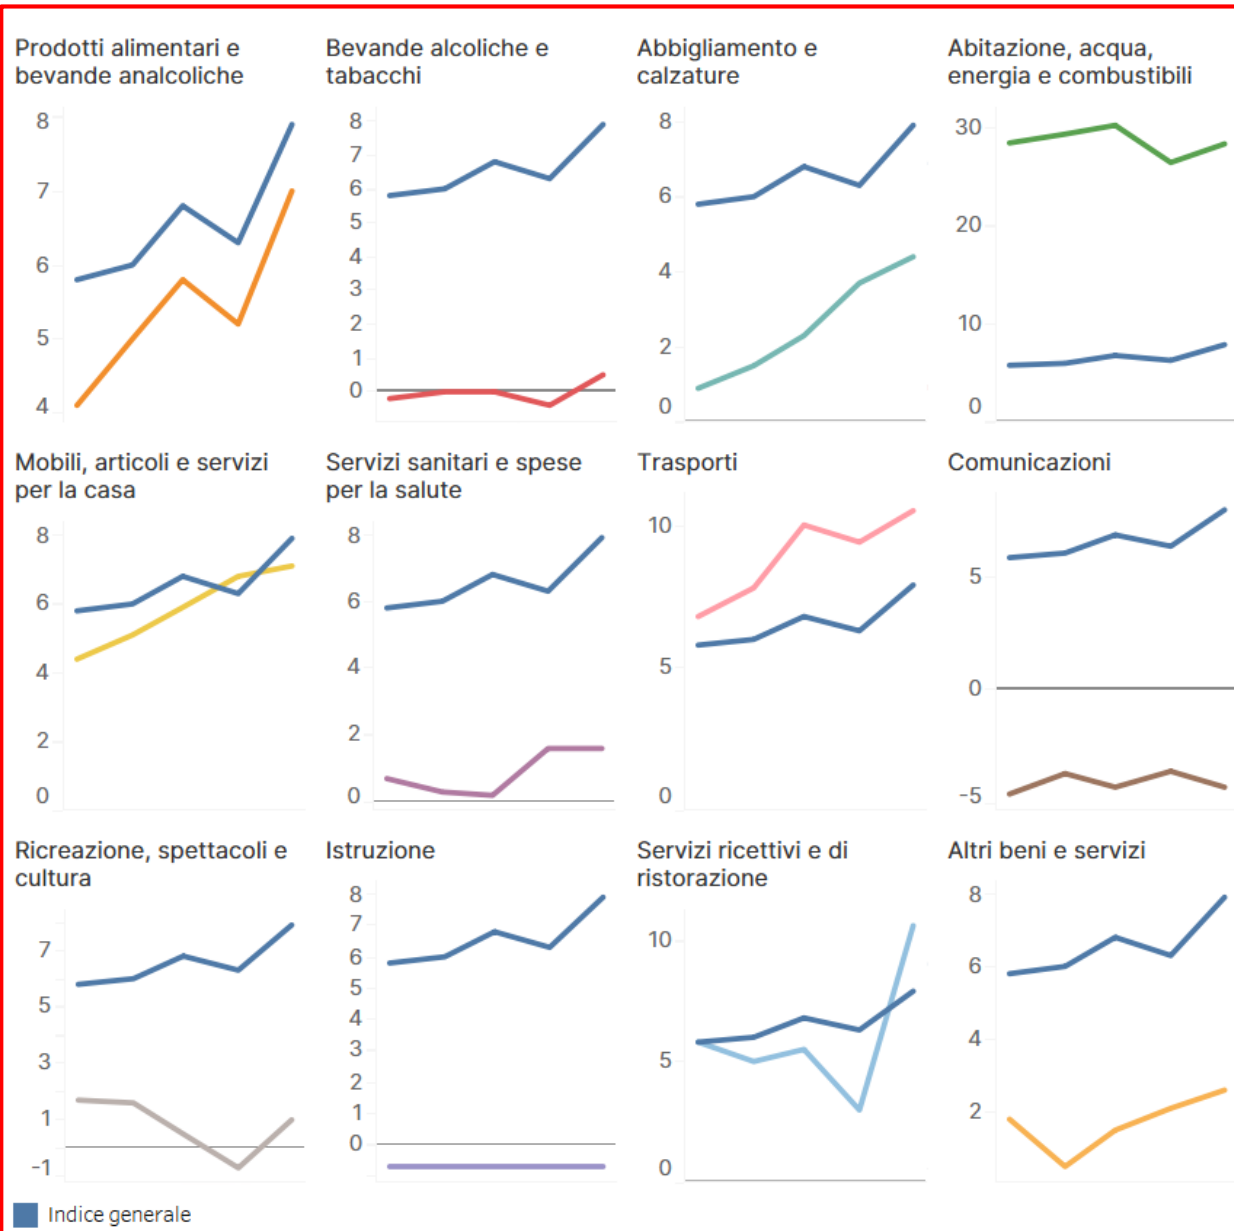 Prodotti alimentari e
bevande analcoliche
8
7
6
5
4
Bevande alcoliche e
tabacchi
8
7
6
5
4
3
2
1
0
Abbigliamento e
calzature
8
6
4
2
0
Abitazione, acqua,
energia e combustibili
30
20
10
0
Mobili, articoli e servizi
per la casa
8
6
4
2
0
Servizi sanitari e spese
per la salute
8
6
4
2
0
Trasporti
10
5
0
Comunicazioni
5
0
-5
Ricreazione, spettacoli e
cultura
7
5
3
1
-1
Istruzione
8
7
6
5
4
3
2
1
0
Servizi ricettivi e di
ristorazione
10
5
0
Altri beni e servizi
8
6
4
2
Indice generale